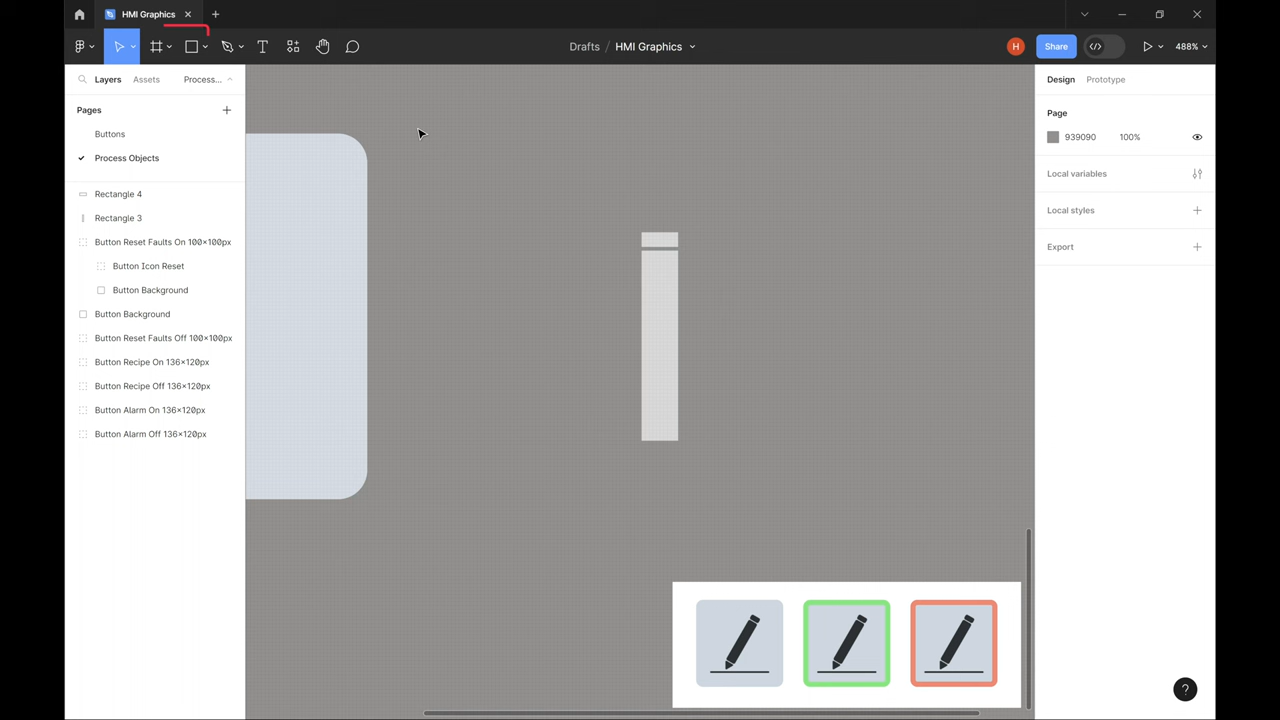 HMI Graphics
Drafts / HMI Graphics
H
Share
488%
Layers
Assets
Process...
Pages
Buttons
Process Objects
Rectangle 4
Rectangle 3
Button Reset Faults On 100×100px
Button Icon Reset
Button Background
Button Background
Button Reset Faults Off 100×100px
Button Recipe On 136×120px
Button Recipe Off 136×120px
Button Alarm On 136×120px
Button Alarm Off 136×120px
Design
Prototype
Page
939090
100%
Local variables
Local styles
Export
?